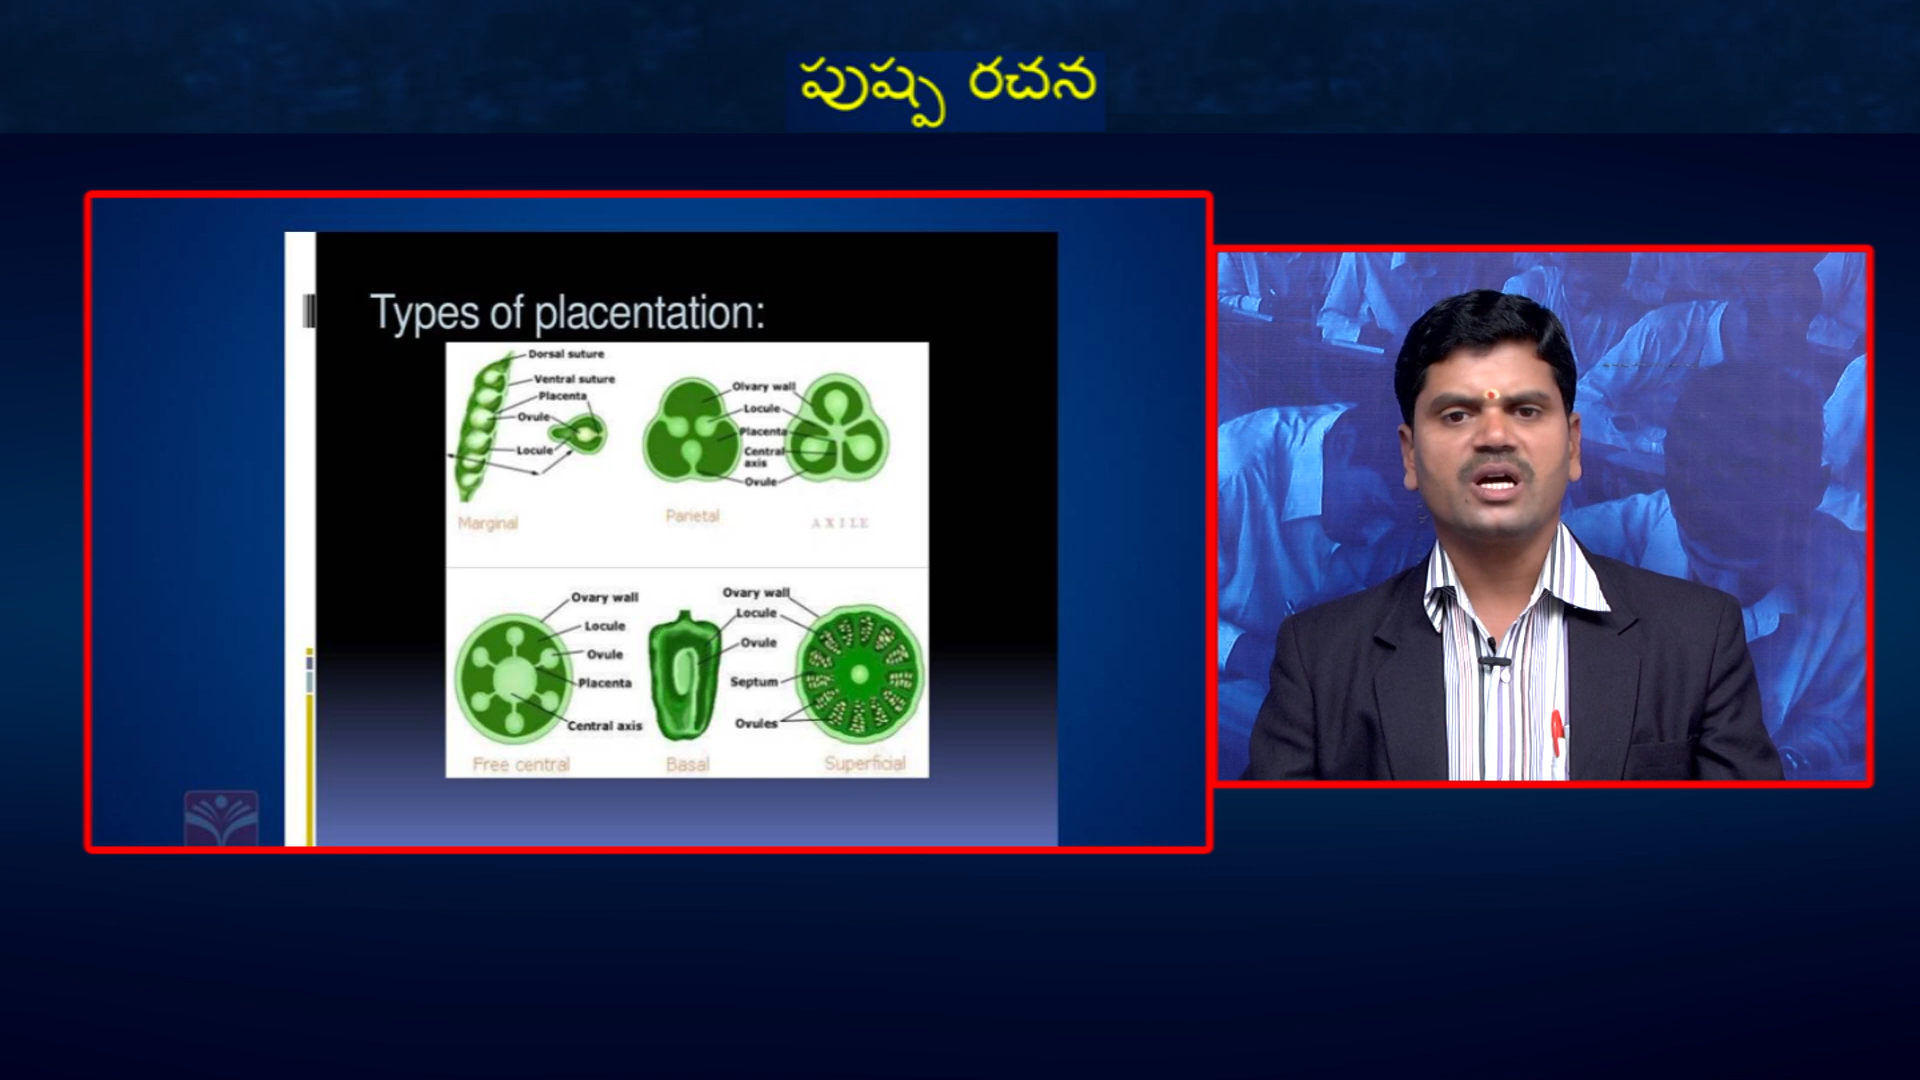 పుష్ప రచన
Types of placentation:
Dorsal suture
Ventral suture
Placenta
Ovule
Locule
Marginal
Olvary wall
Locule
Placenta
Central
axis
Ovule
Parietal
AXILE
Ovary wall
Locule
Ovule
Placenta
Central axis
Free central
Basal
Ovary wall
Locule
Ovule
Septum
Ovules
Superficial